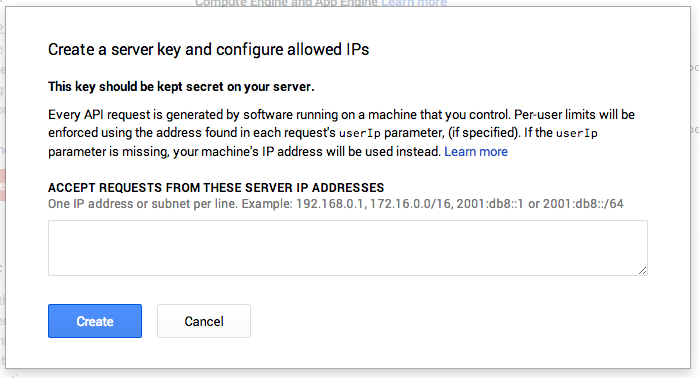 Compute Engine and App Engine Learn more
Create a server key and configure allowed IPs
This key should be kept secret on your server.
Every API request is generated by software running on a machine that you control. Per-user limits will be
enforced using the address found in each request's userIp parameter, (if specified). If the userIp
parameter is missing, your machine's IP address will be used instead. Learn more
ACCEPT REQUESTS FROM THESE SERVER IP ADDRESSES
One IP address or subnet per line. Example: 192.168.0.1, 172.16.0.0/16, 2001:db8::1 or 2001:db8::/64
Create
Cancel